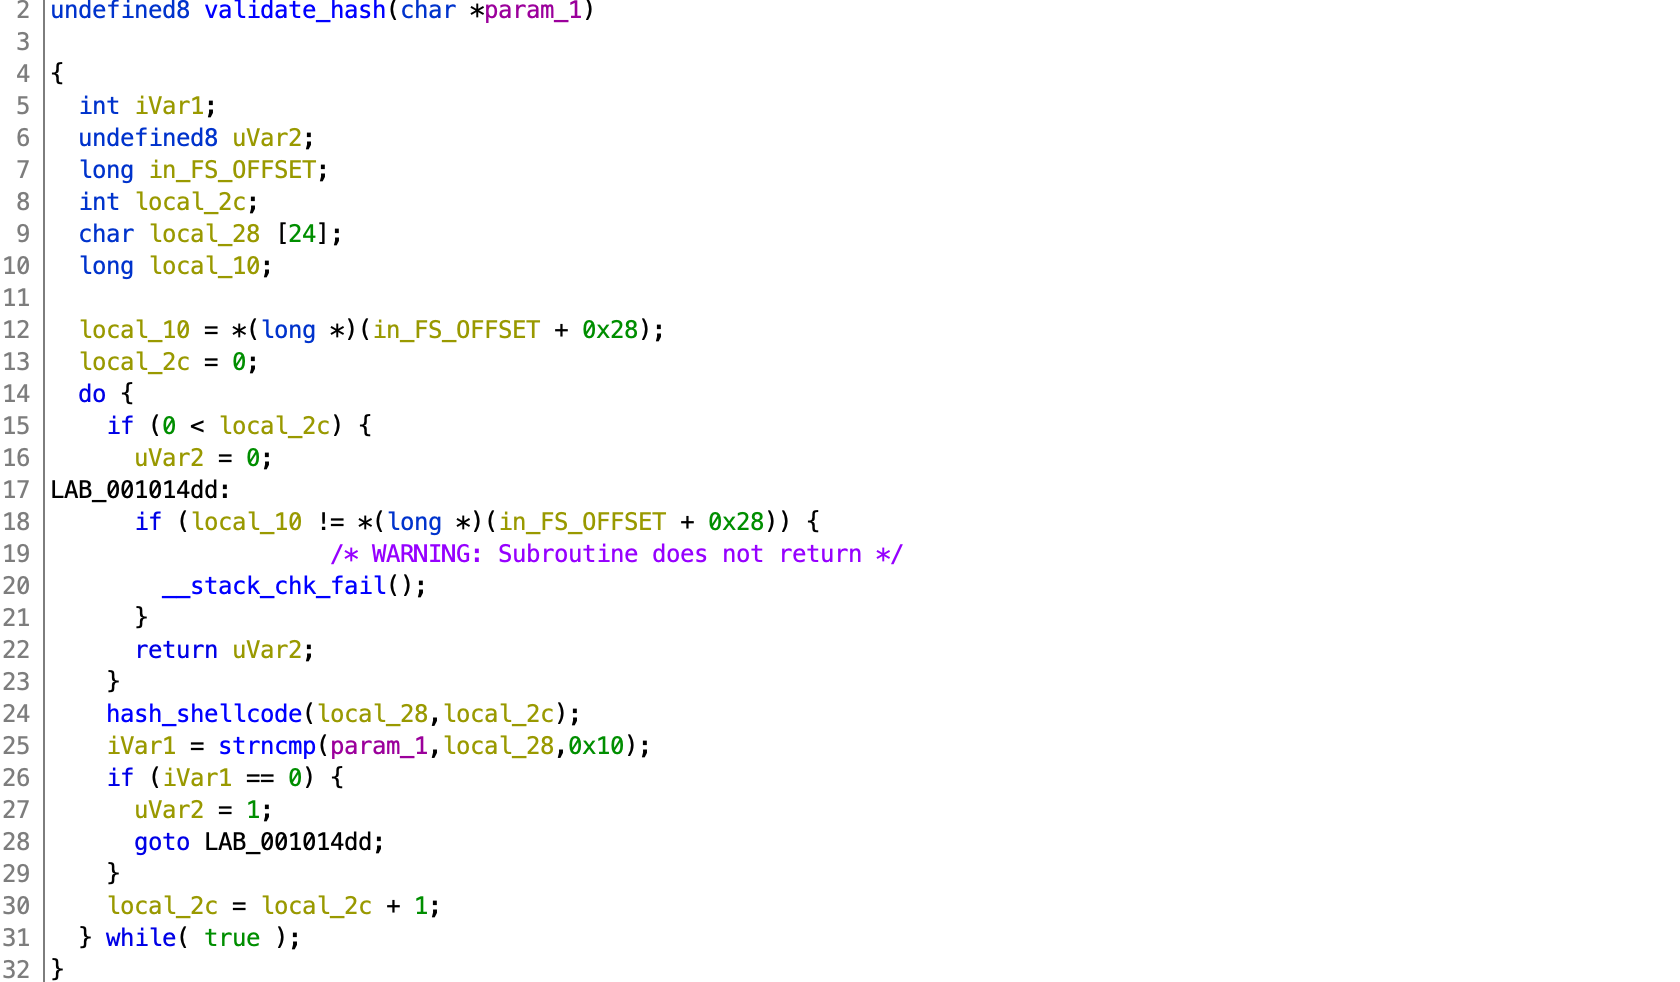 2 undefined8 validate_hash(char *param_1)
3
4 {
5   int iVar1;
6   undefined8 uVar2;
7   long in_FS_OFFSET;
8   int local_2c;
9   char local_28 [24];
10   long local_10;
11
12   local_10 = *(long *)(in_FS_OFFSET + 0x28);
13   local_2c = 0;
14   do {
15     if (0 < local_2c) {
16       uVar2 = 0;
17 LAB_001014dd:
18       if (local_10 != *(long *)(in_FS_OFFSET + 0x28)) {
19                     /* WARNING: Subroutine does not return */
20         __stack_chk_fail();
21       }
22       return uVar2;
23     }
24     hash_shellcode(local_28,local_2c);
25     iVar1 = strncmp(param_1,local_28,0x10);
26     if (iVar1 == 0) {
27       uVar2 = 1;
28       goto LAB_001014dd;
29     }
30     local_2c = local_2c + 1;
31   } while( true );
32 }